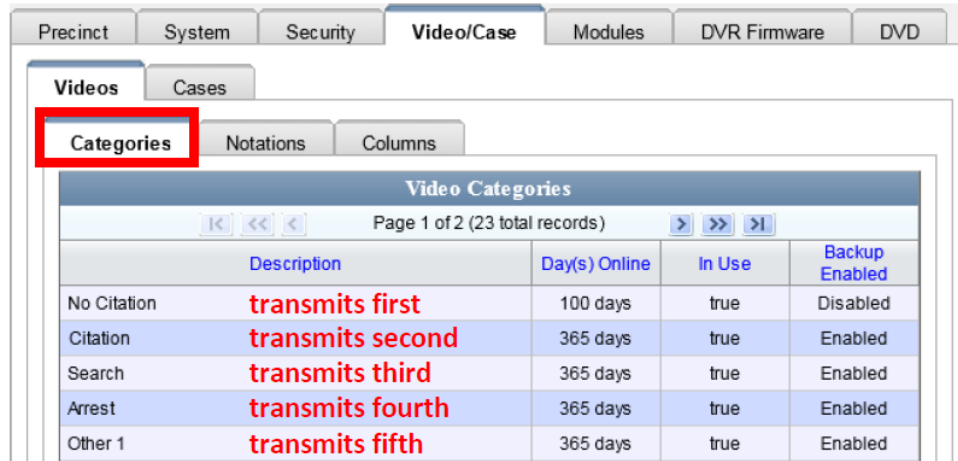 Precinct System Security Video/Case Modules DVR Firmware DVD
Videos Cases
Categories Notations Columns
Video Categories
|< << < Page 1 of 2 (23 total records) > >> >|
Description Day(s) Online In Use Backup Enabled
No Citation transmits first 100 days true Disabled
Citation transmits second 365 days true Enabled
Search transmits third 365 days true Enabled
Arrest transmits fourth 365 days true Enabled
Other 1 transmits fifth 365 days true Enabled